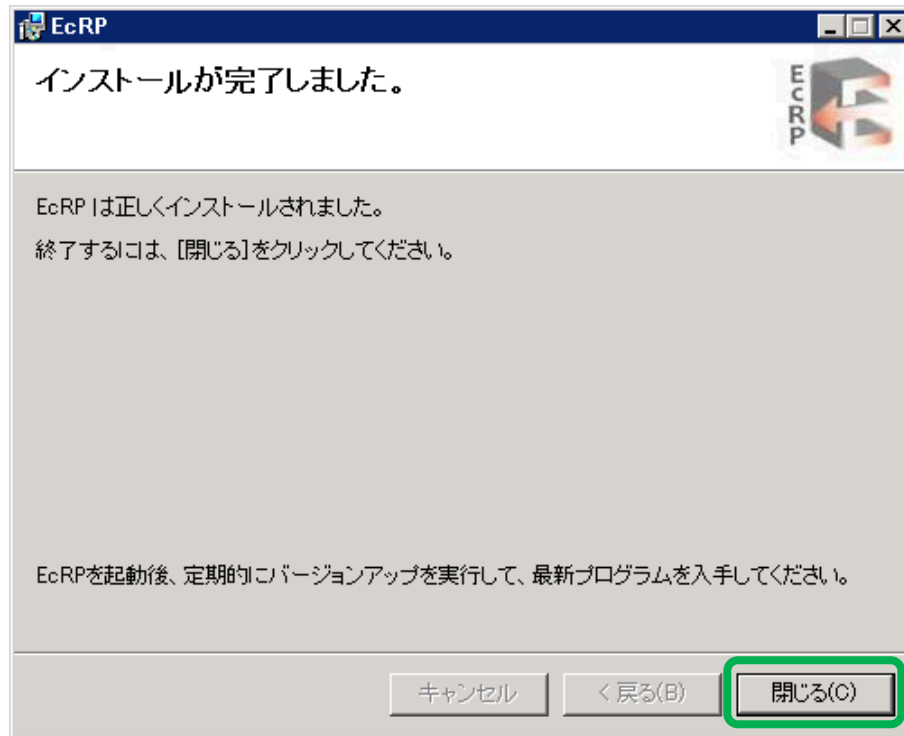 EcRP
インストールが完了しました。
EcRP
EcRP は正しくインストールされました。
終了するには、[閉じる]をクリックしてください。
EcRPを起動後、定期的にバージョンアップを実行して、最新プログラムを入手してください。
キャンセル
< 戻る(B)
閉じる(C)